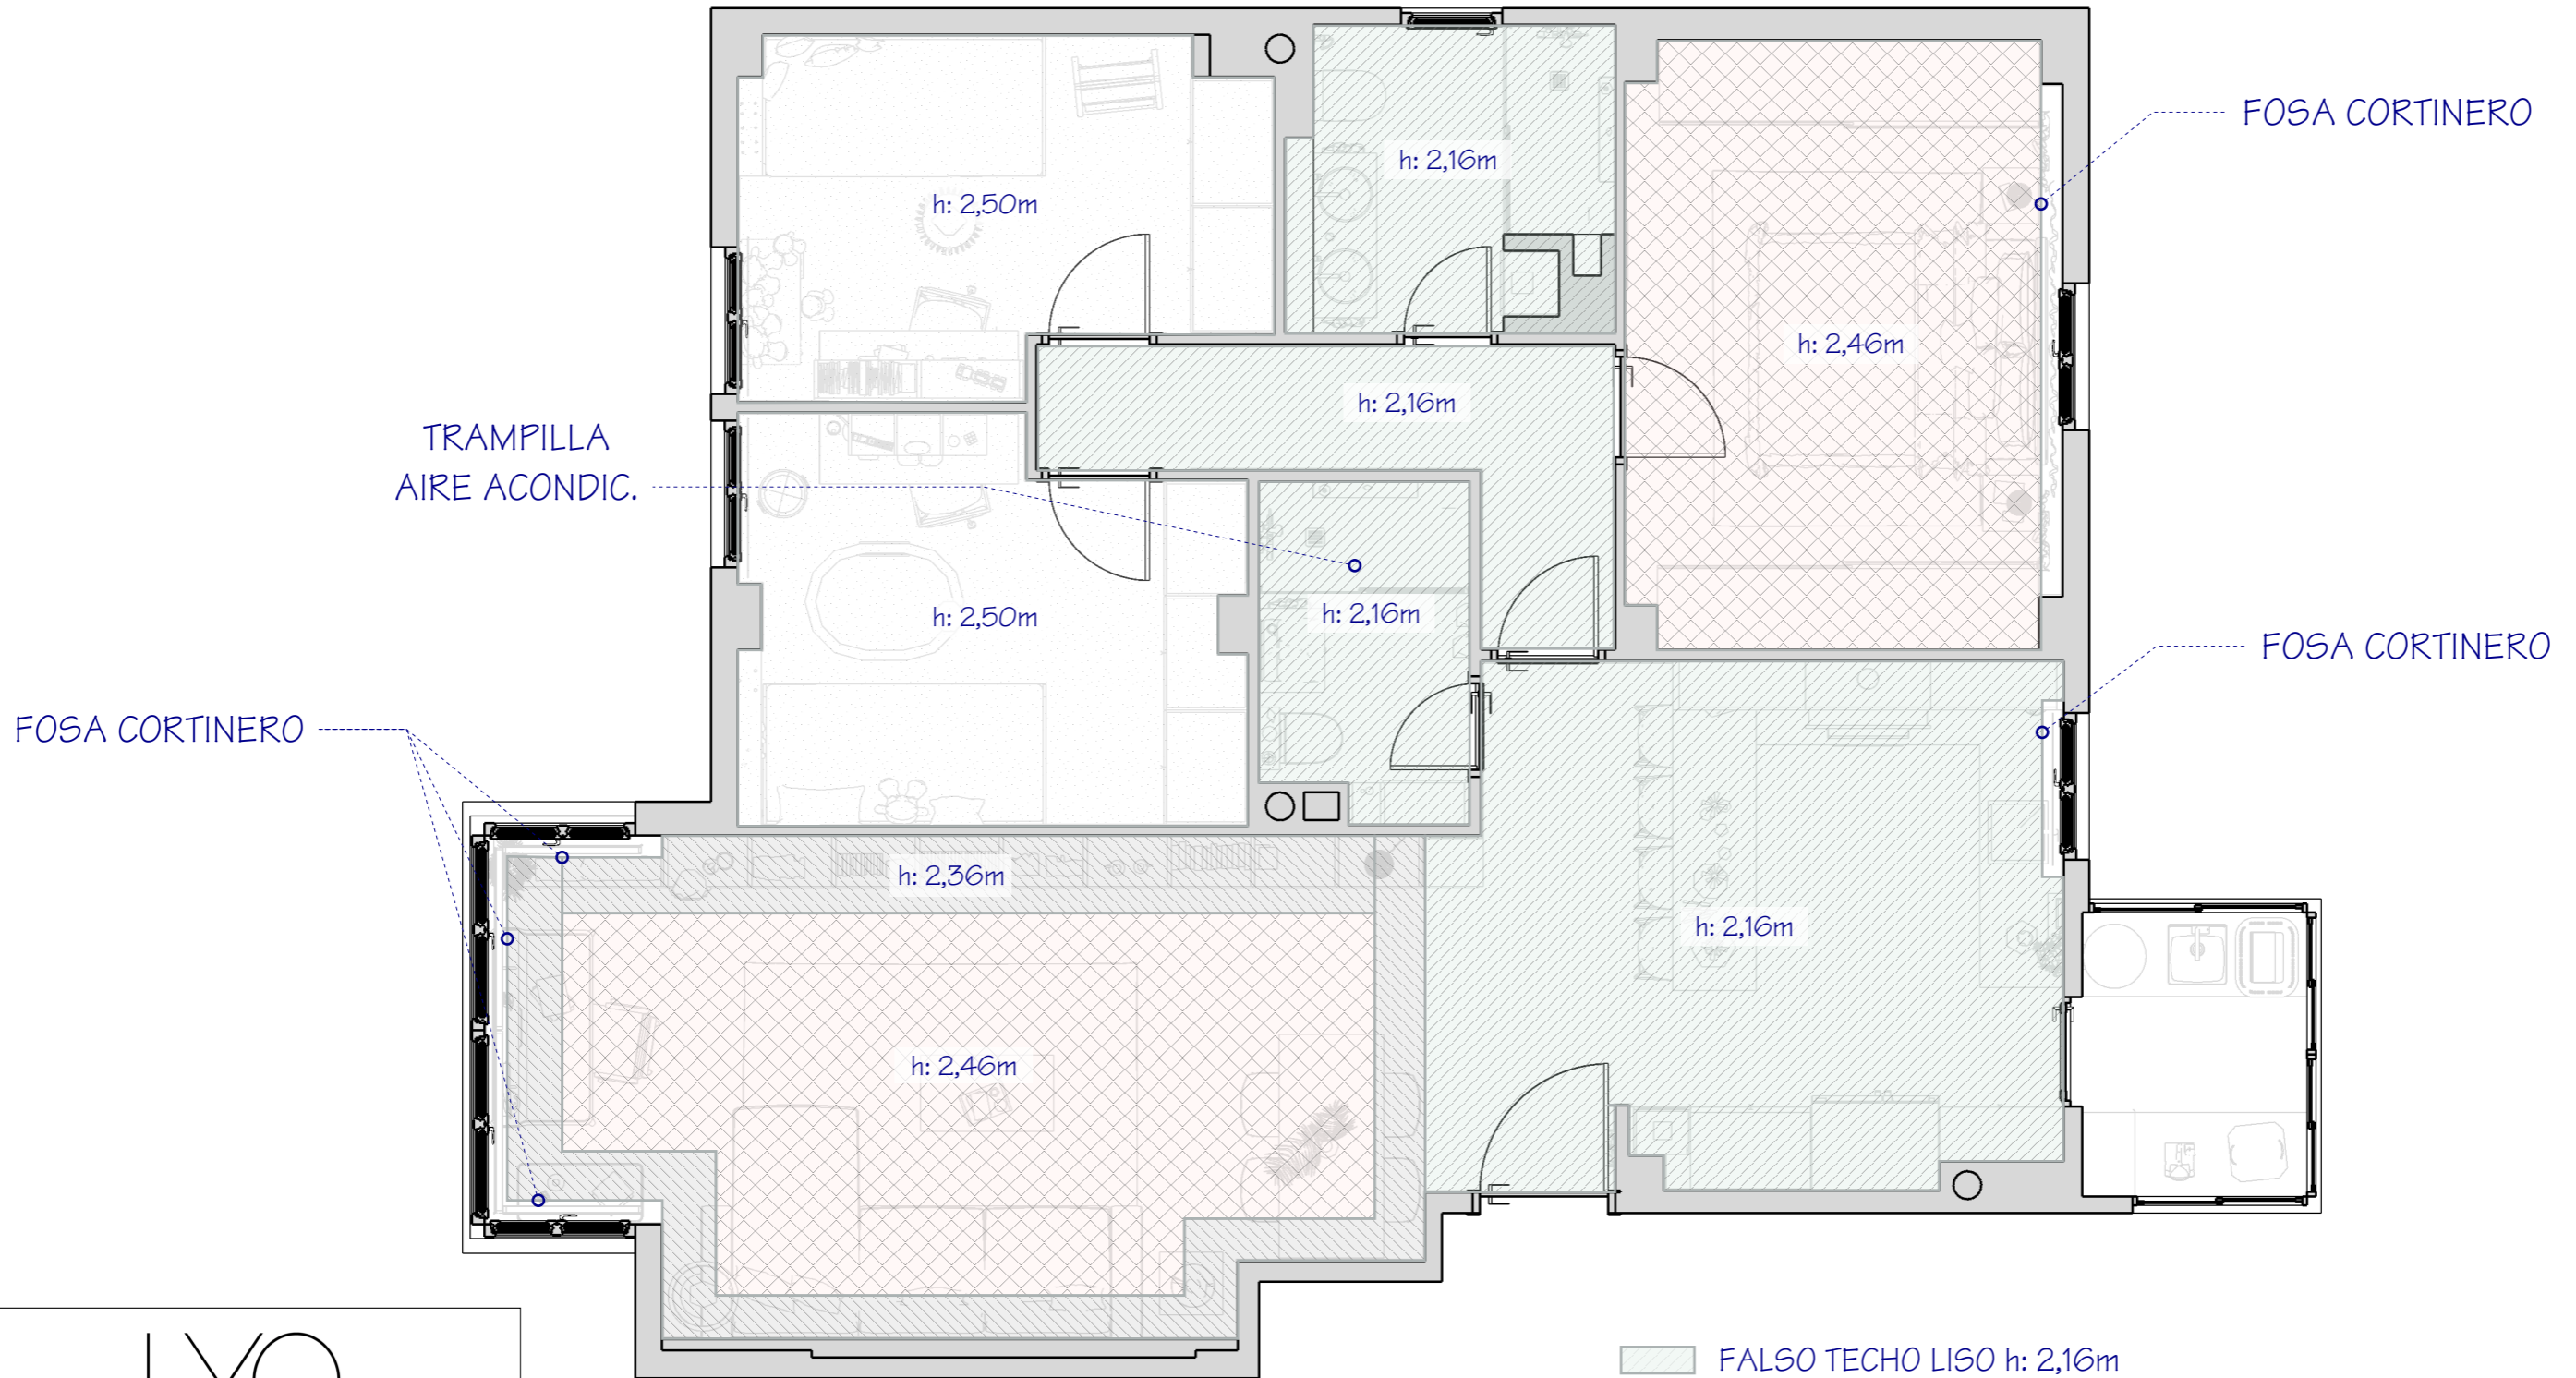 FOSA CORTINERO
h: 2,16m
h: 2,50m
h: 2,46m
h: 2,16m
TRAMPILLA
AIRE ACONDIC.
h: 2,16m
h: 2,50m
FOSA CORTINERO
FOSA CORTINERO
h: 2,36m
h: 2,16m
h: 2,46m
FALSO TECHO LISO h: 2,16m